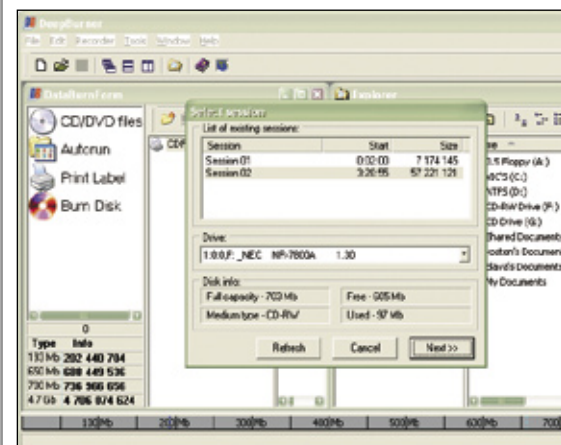 DeepBurner
File Edit Recorder Tools Window Help
DataBurnForm
Explorer
Select session
CD/DVD files
Autorun
Print Label
Burn Disk
List of existing sessions:
Session Start Size
Session 01 0:02:00 7 174 145
Session 02 3:20:55 57 221 121
Drive:
1:0:0,F: _NEC NR-7800A 1.30
Disk info:
Full capacity - 703 Mb Free - 605 Mb
Medium type - CD-RW Used - 97 Mb
Refresh Cancel Next >>
3.5 Floppy (A:)
(C:)
NTFS (D:)
CD-RW Drive (F:)
CD Drive (G:)
Shared Documents
Documents
David's Documents
My Documents
0
Type Info
193 Mb 202 440 704
650 Mb 680 449 536
700 Mb 736 966 656
4.7 Gb 4 706 074 624
100Mb 200Mb 300Mb 400Mb 500Mb 600Mb 700